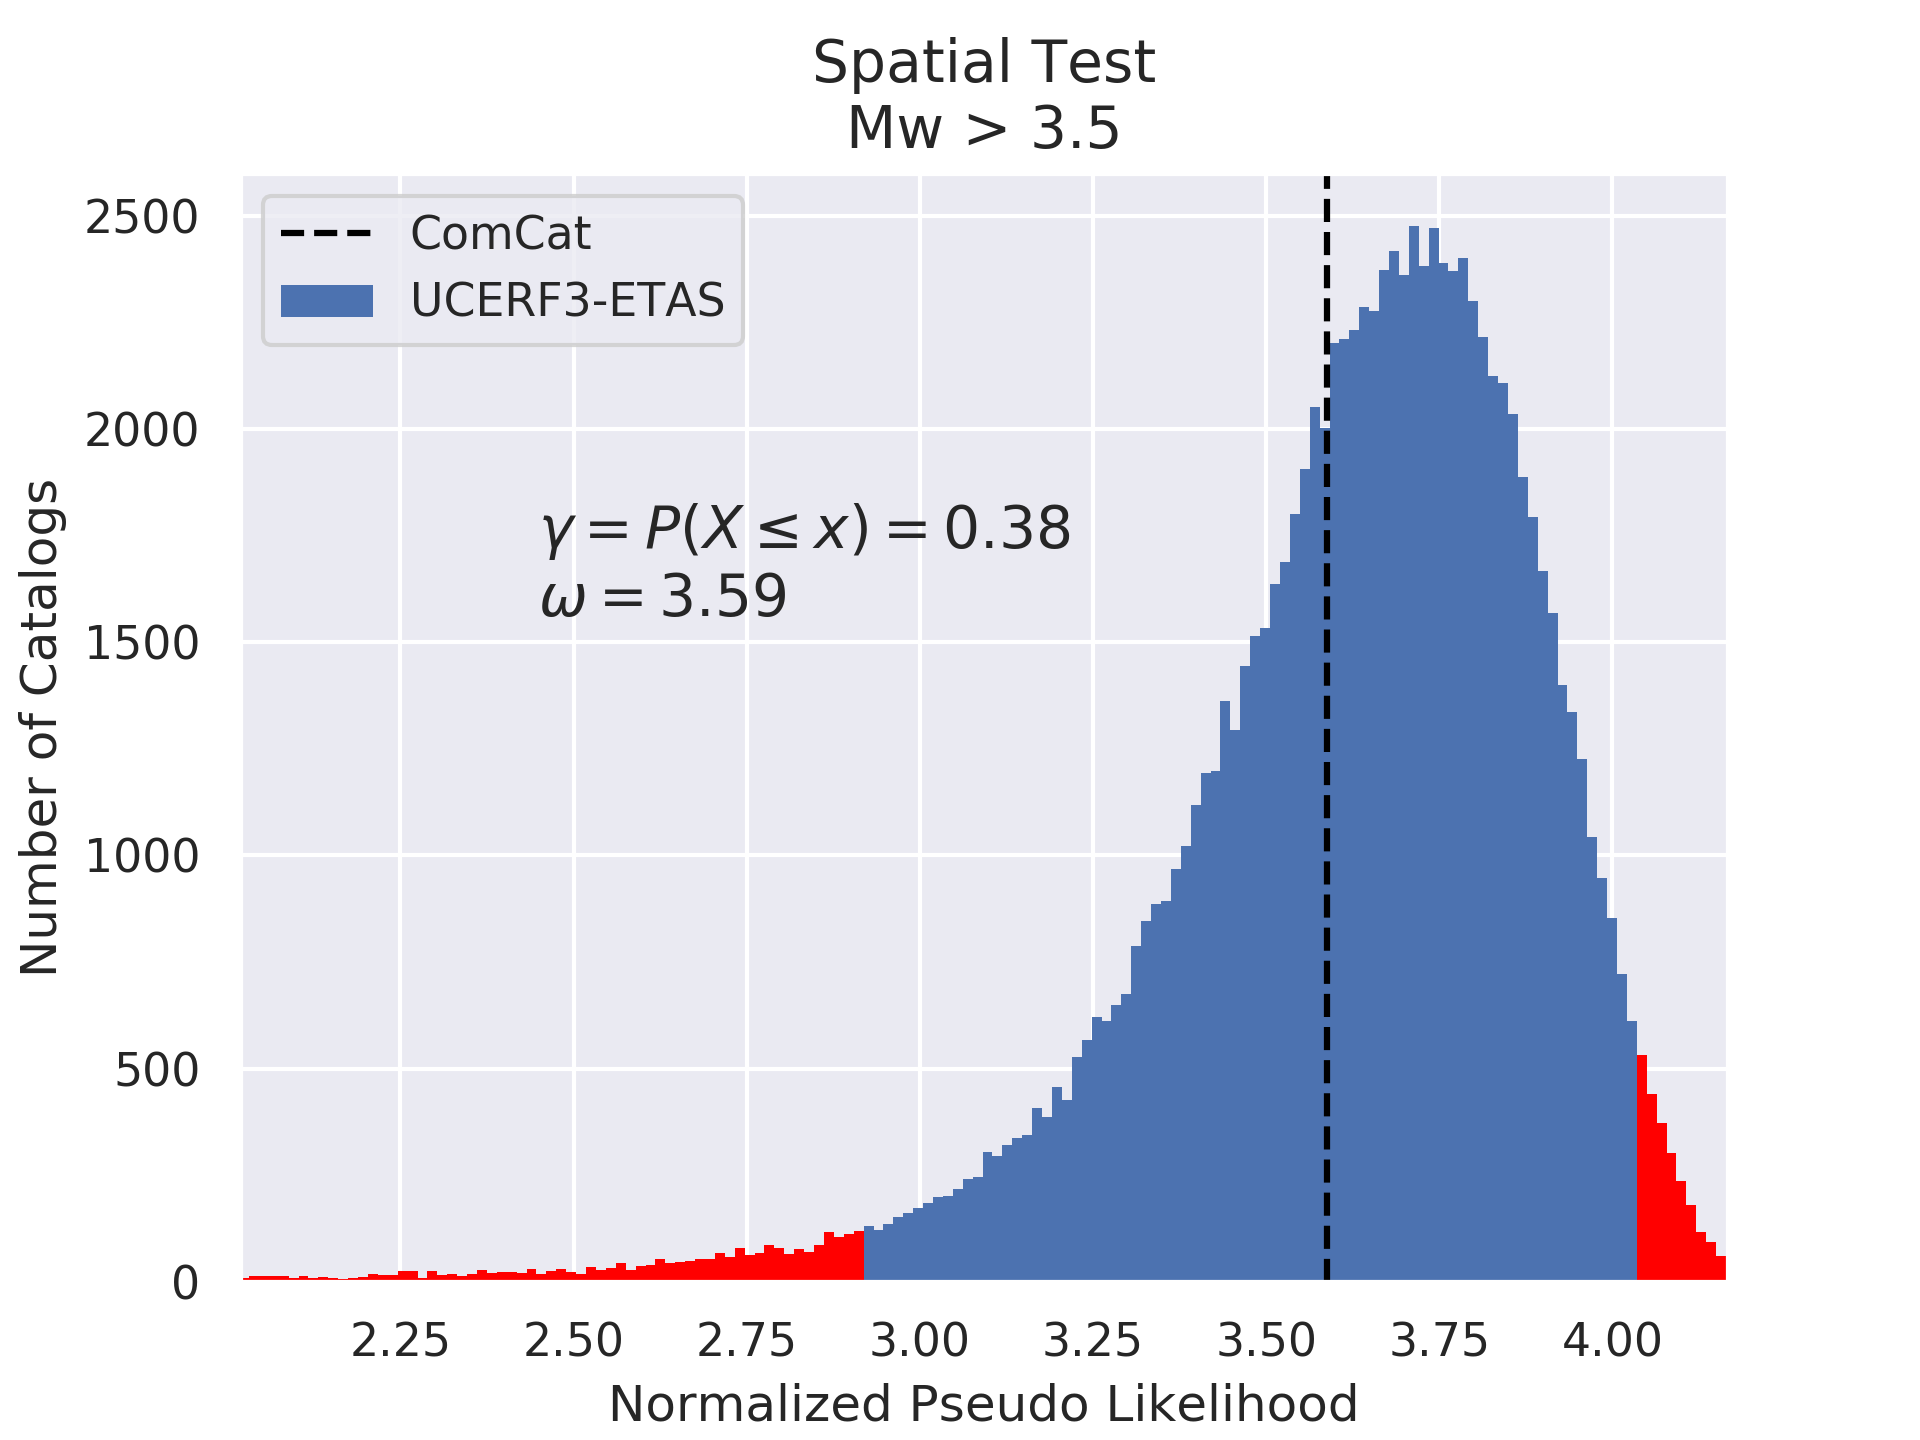 Spatial Test
Mw > 3.5
ComCat
UCERF3-ETAS
γ = P(X ≤ x) = 0.38
ω = 3.59
Number of Catalogs
2500
2000
1500
1000
500
0
2.25 2.50 2.75 3.00 3.25 3.50 3.75 4.00
Normalized Pseudo Likelihood